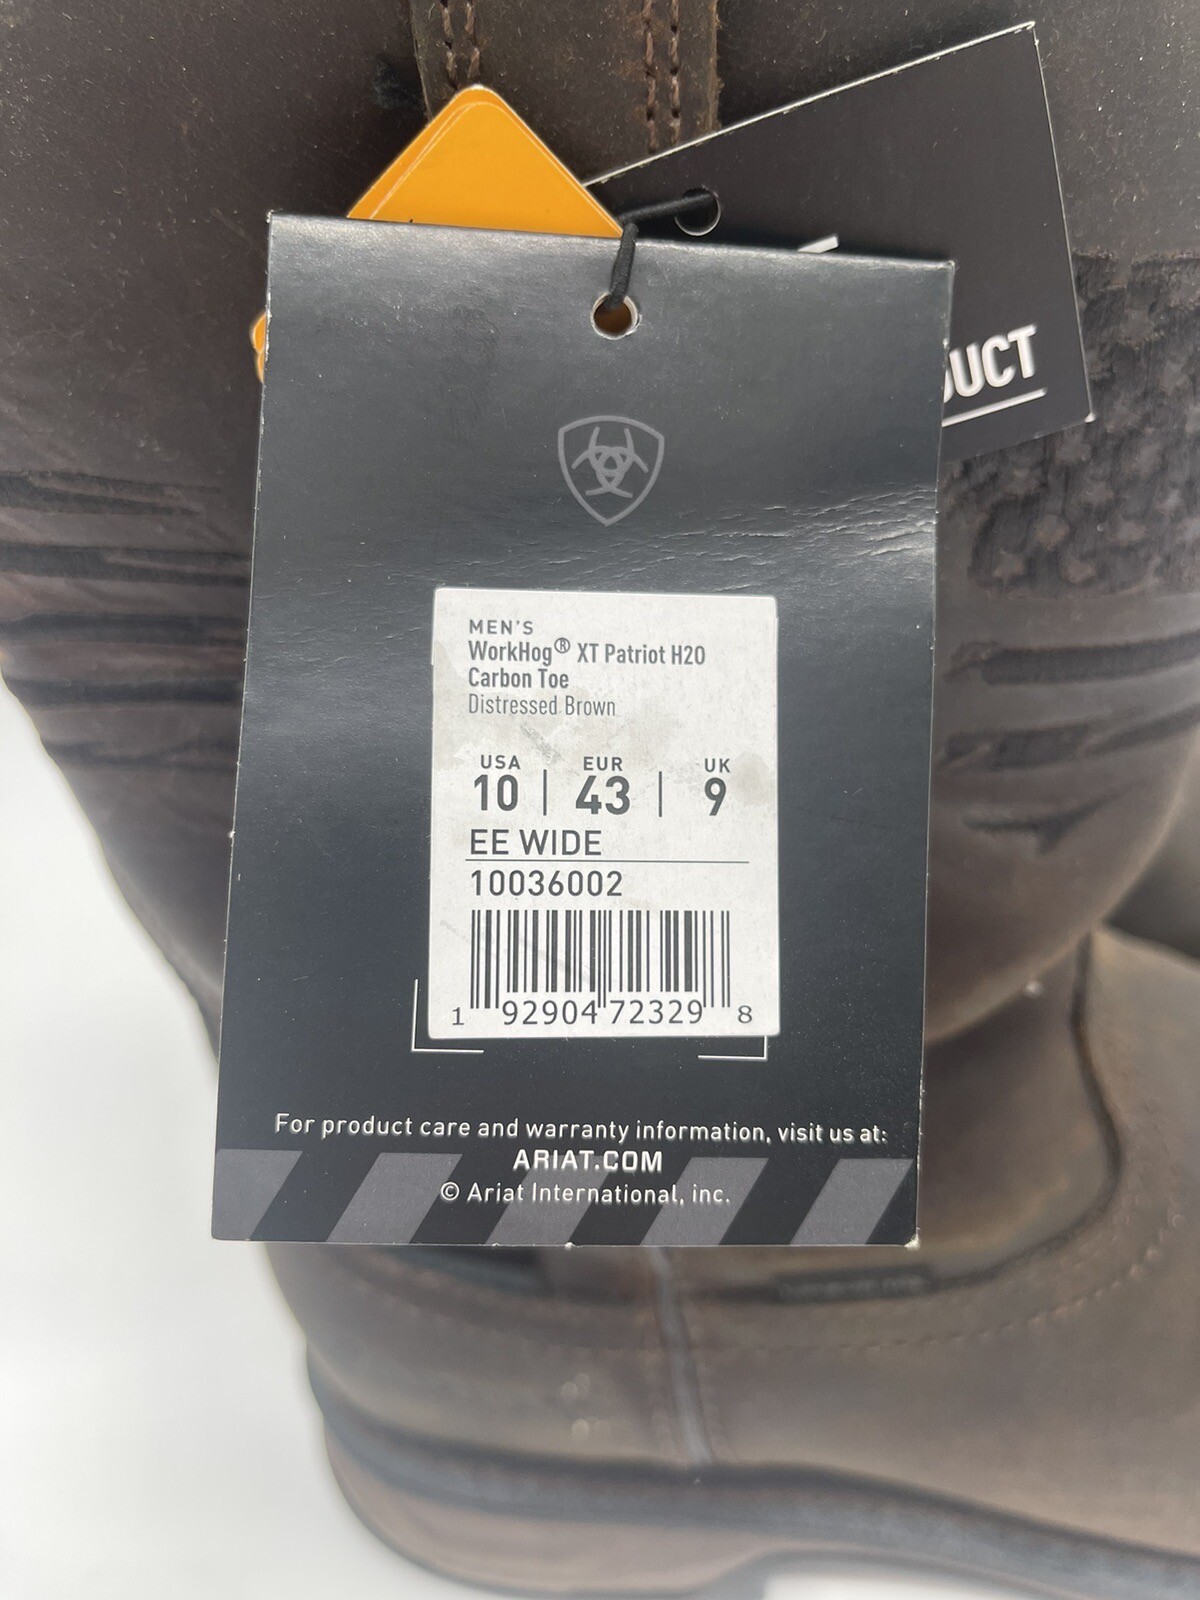 UCT
MEN'S
WorkHog® XT Patriot H2O
Carbon Toe
Distressed Brown
USA | EUR | UK
10 | 43 | 9
EE WIDE
10036002
1 92904 72329 8
For product care and warranty information, visit us at:
ARIAT.COM
© Ariat International, inc.